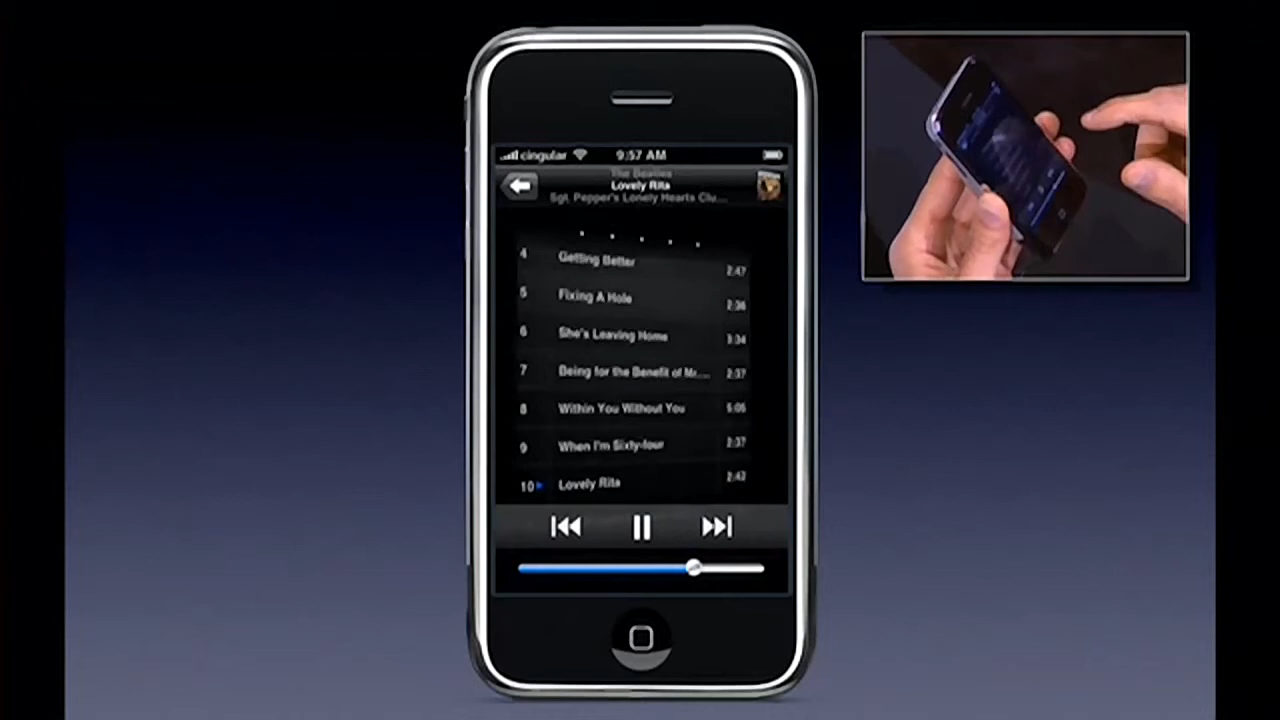 cingular 9:57 AM
The Beatles
Lovely Rita
Sgt. Pepper's Lonely Hearts Clu...
4 Getting Better 2:47
5 Fixing A Hole 2:36
6 She's Leaving Home 3:34
7 Being for the Benefit of Mr.... 2:37
8 Within You Without You 5:05
9 When I'm Sixty-four 2:37
10 Lovely Rita 2:42